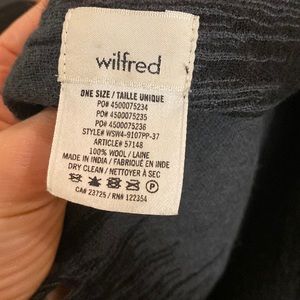 wilfred
ONE SIZE / TAILLE UNIQUE
PO# 4500075234
PO# 4500075235
PO# 4500075236
STYLE# WSW4-9107PP-37
ARTICLE# 57148
100% WOOL / LAINE
MADE IN INDIA / FABRIQUÉ EN INDE
DRY CLEAN / NETTOYER À SEC
P
CA# 23725 / RN# 122354